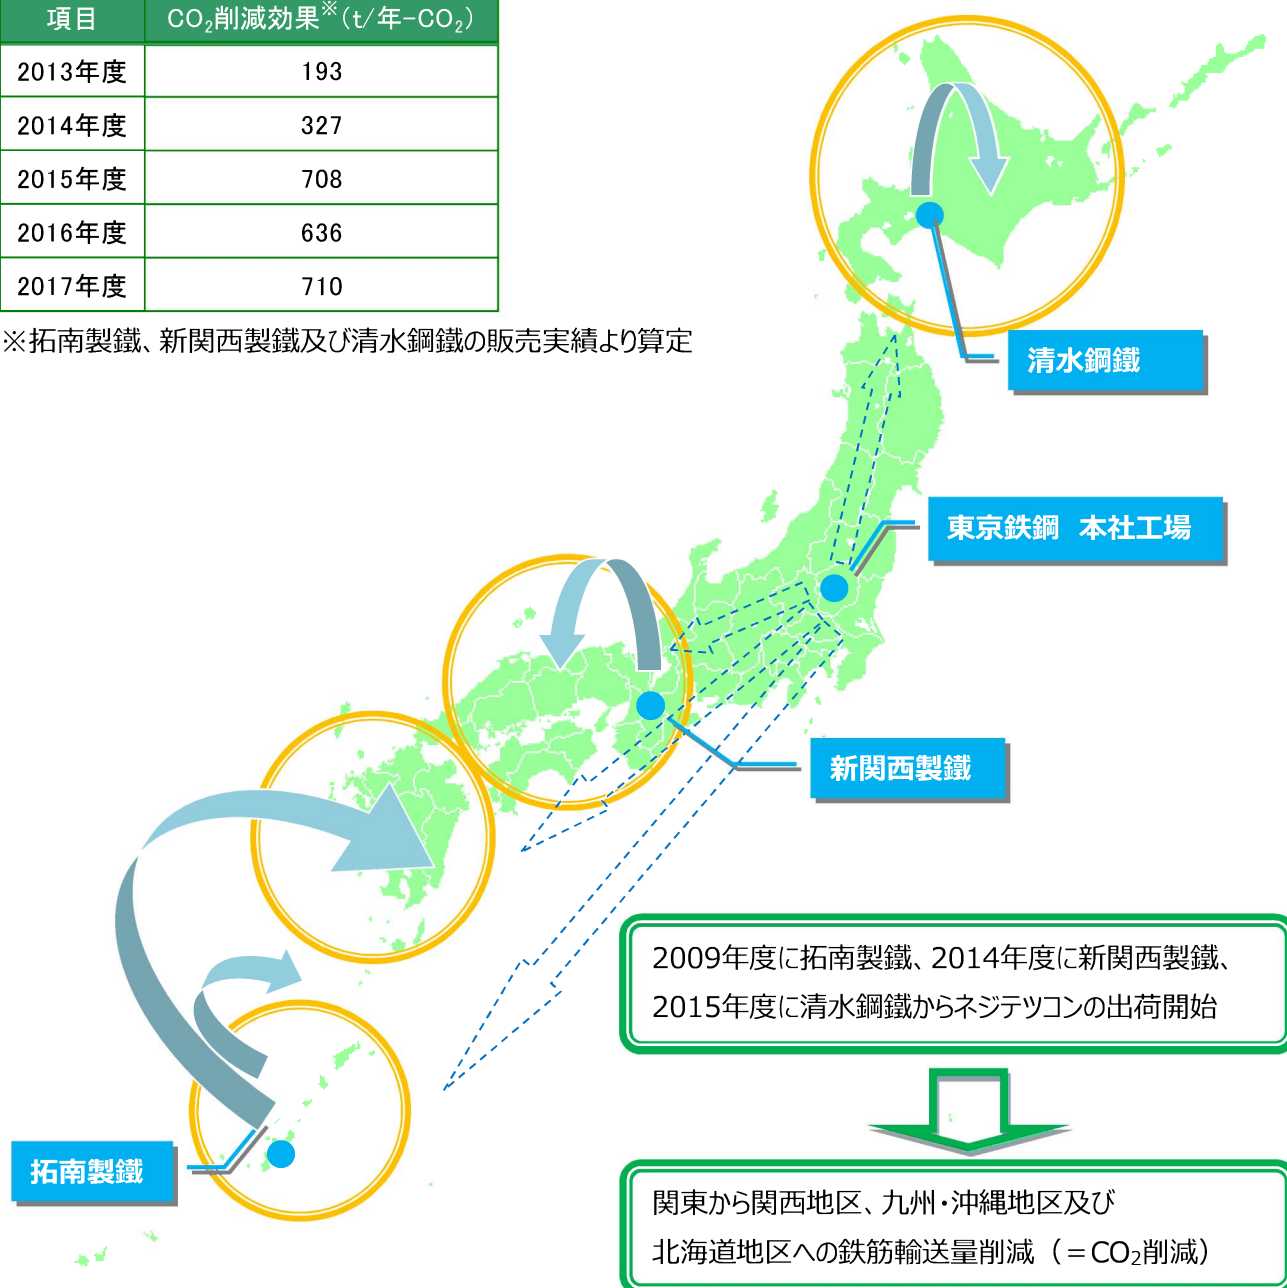 項目 CO₂削減効果※(t/年-CO₂)
2013年度 193
2014年度 327
2015年度 708
2016年度 636
2017年度 710
※拓南製鐵、新関西製鐵及び清水鋼鐵の販売実績より算定
清水鋼鐵
東京鉄鋼 本社工場
新関西製鐵
拓南製鐵
2009年度に拓南製鐵、2014年度に新関西製鐵、
2015年度に清水鋼鐵からネジテツコンの出荷開始
関東から関西地区、九州・沖縄地区及び
北海道地区への鉄筋輸送量削減（＝CO₂削減）